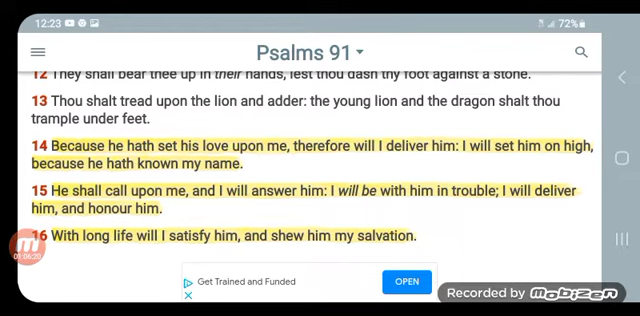 12:23 72%
Psalms 91
12 They shall bear thee up in their hands, lest thou dash thy foot against a stone.
13 Thou shalt tread upon the lion and adder: the young lion and the dragon shalt thou
trample under feet.
14 Because he hath set his love upon me, therefore will I deliver him: I will set him on high,
because he hath known my name.
15 He shall call upon me, and I will answer him: I will be with him in trouble; I will deliver
him, and honour him.
16 With long life will I satisfy him, and shew him my salvation.
01:06:20
Get Trained and Funded
OPEN
Recorded by Mobizen